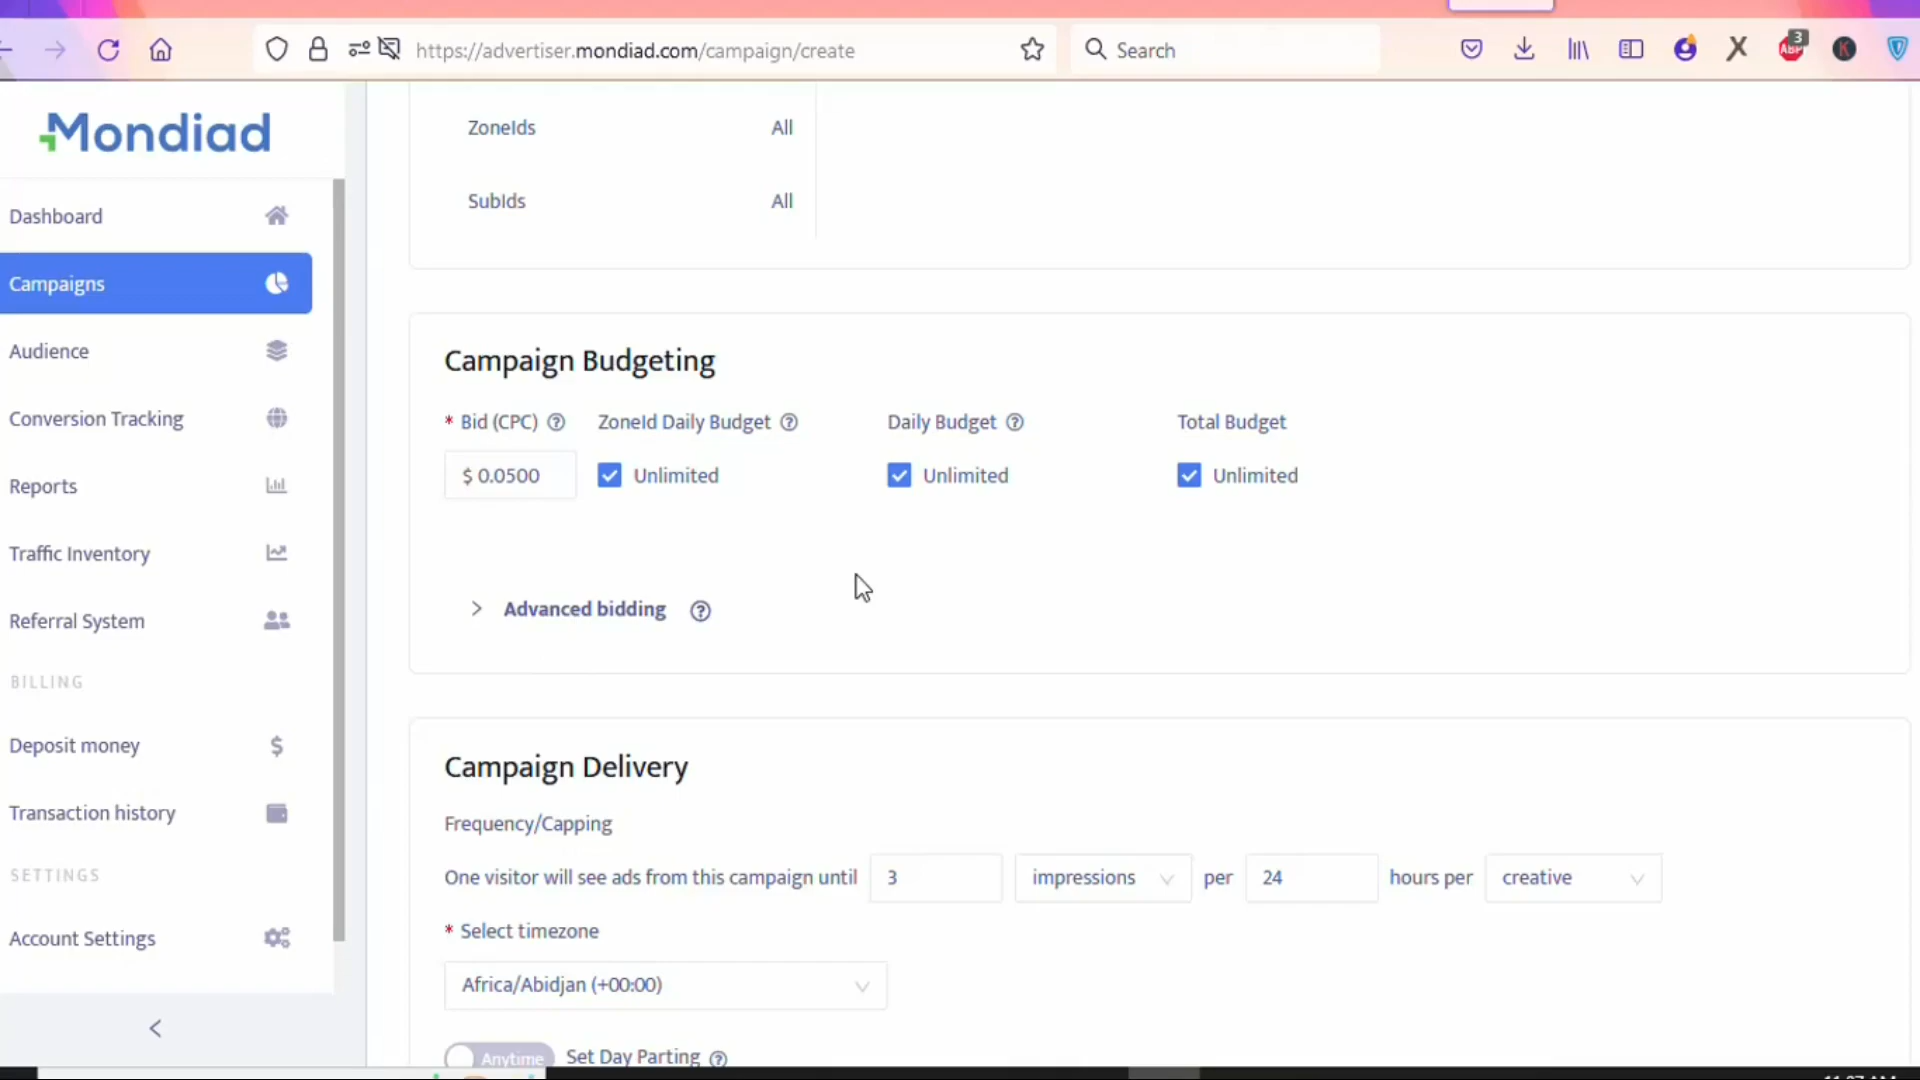 https://advertiser.mondiad.com/campaign/create
Search
3
ABP
K
Mondiad
Dashboard
Campaigns
Audience
Conversion Tracking
Reports
Traffic Inventory
Referral System
BILLING
Deposit money
$
Transaction history
SETTINGS
Account Settings
ZoneIds All
SubIds All
Campaign Budgeting
* Bid (CPC) ? ZoneId Daily Budget ? Daily Budget ? Total Budget
$ 0.0500 Unlimited Unlimited Unlimited
Advanced bidding ?
Campaign Delivery
Frequency/Capping
One visitor will see ads from this campaign until 3 impressions per 24 hours per creative
* Select timezone
Africa/Abidjan (+00:00)
Anytime Set Day Parting ?